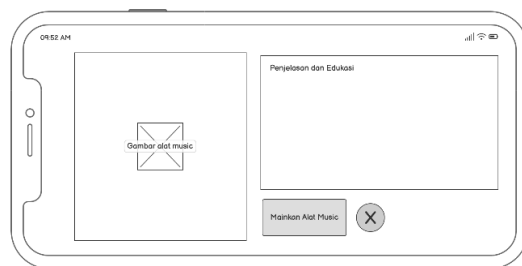 09:52 AM
Penjelasan dan Edukasi
Gambar alat music
Mainkan Alat Music
X